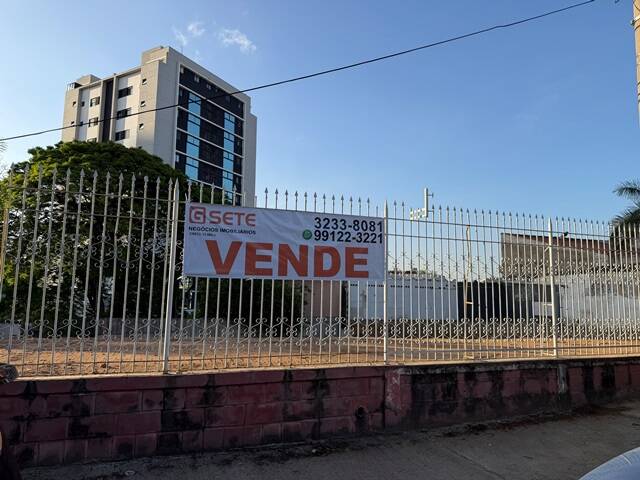 G SETE
NEGÓCIOS IMOBILIÁRIOS
3233-8081
99122-3221
VENDE